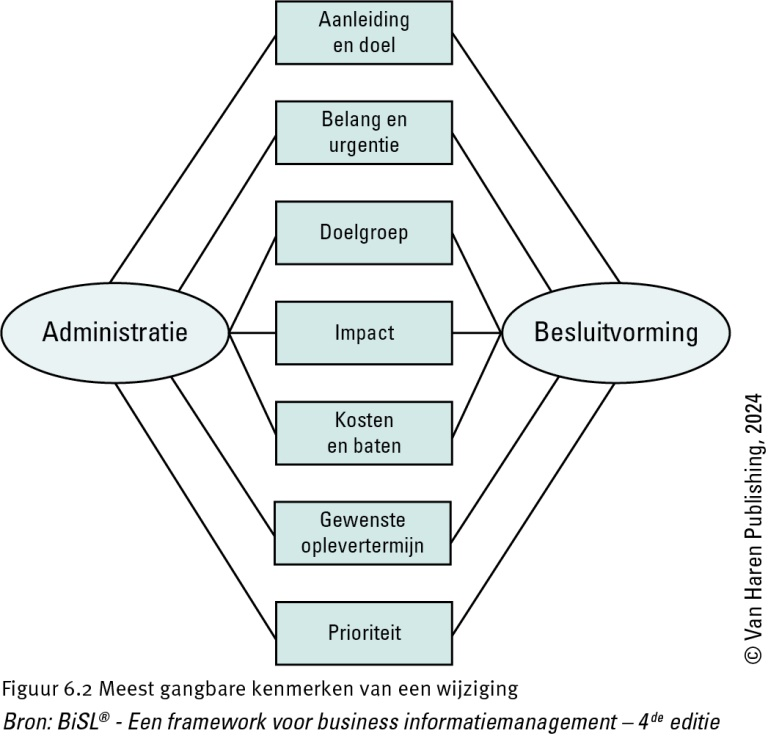 Aanleiding
en doel
Belang en
urgentie
Doelgroep
Administratie
Impact
Besluitvorming
Kosten
en baten
Gewenste
oplevertermijn
Prioriteit
© Van Haren Publishing, 2024
Figuur 6.2 Meest gangbare kenmerken van een wijziging
Bron: BiSL® - Een framework voor business informatiemanagement – 4de editie